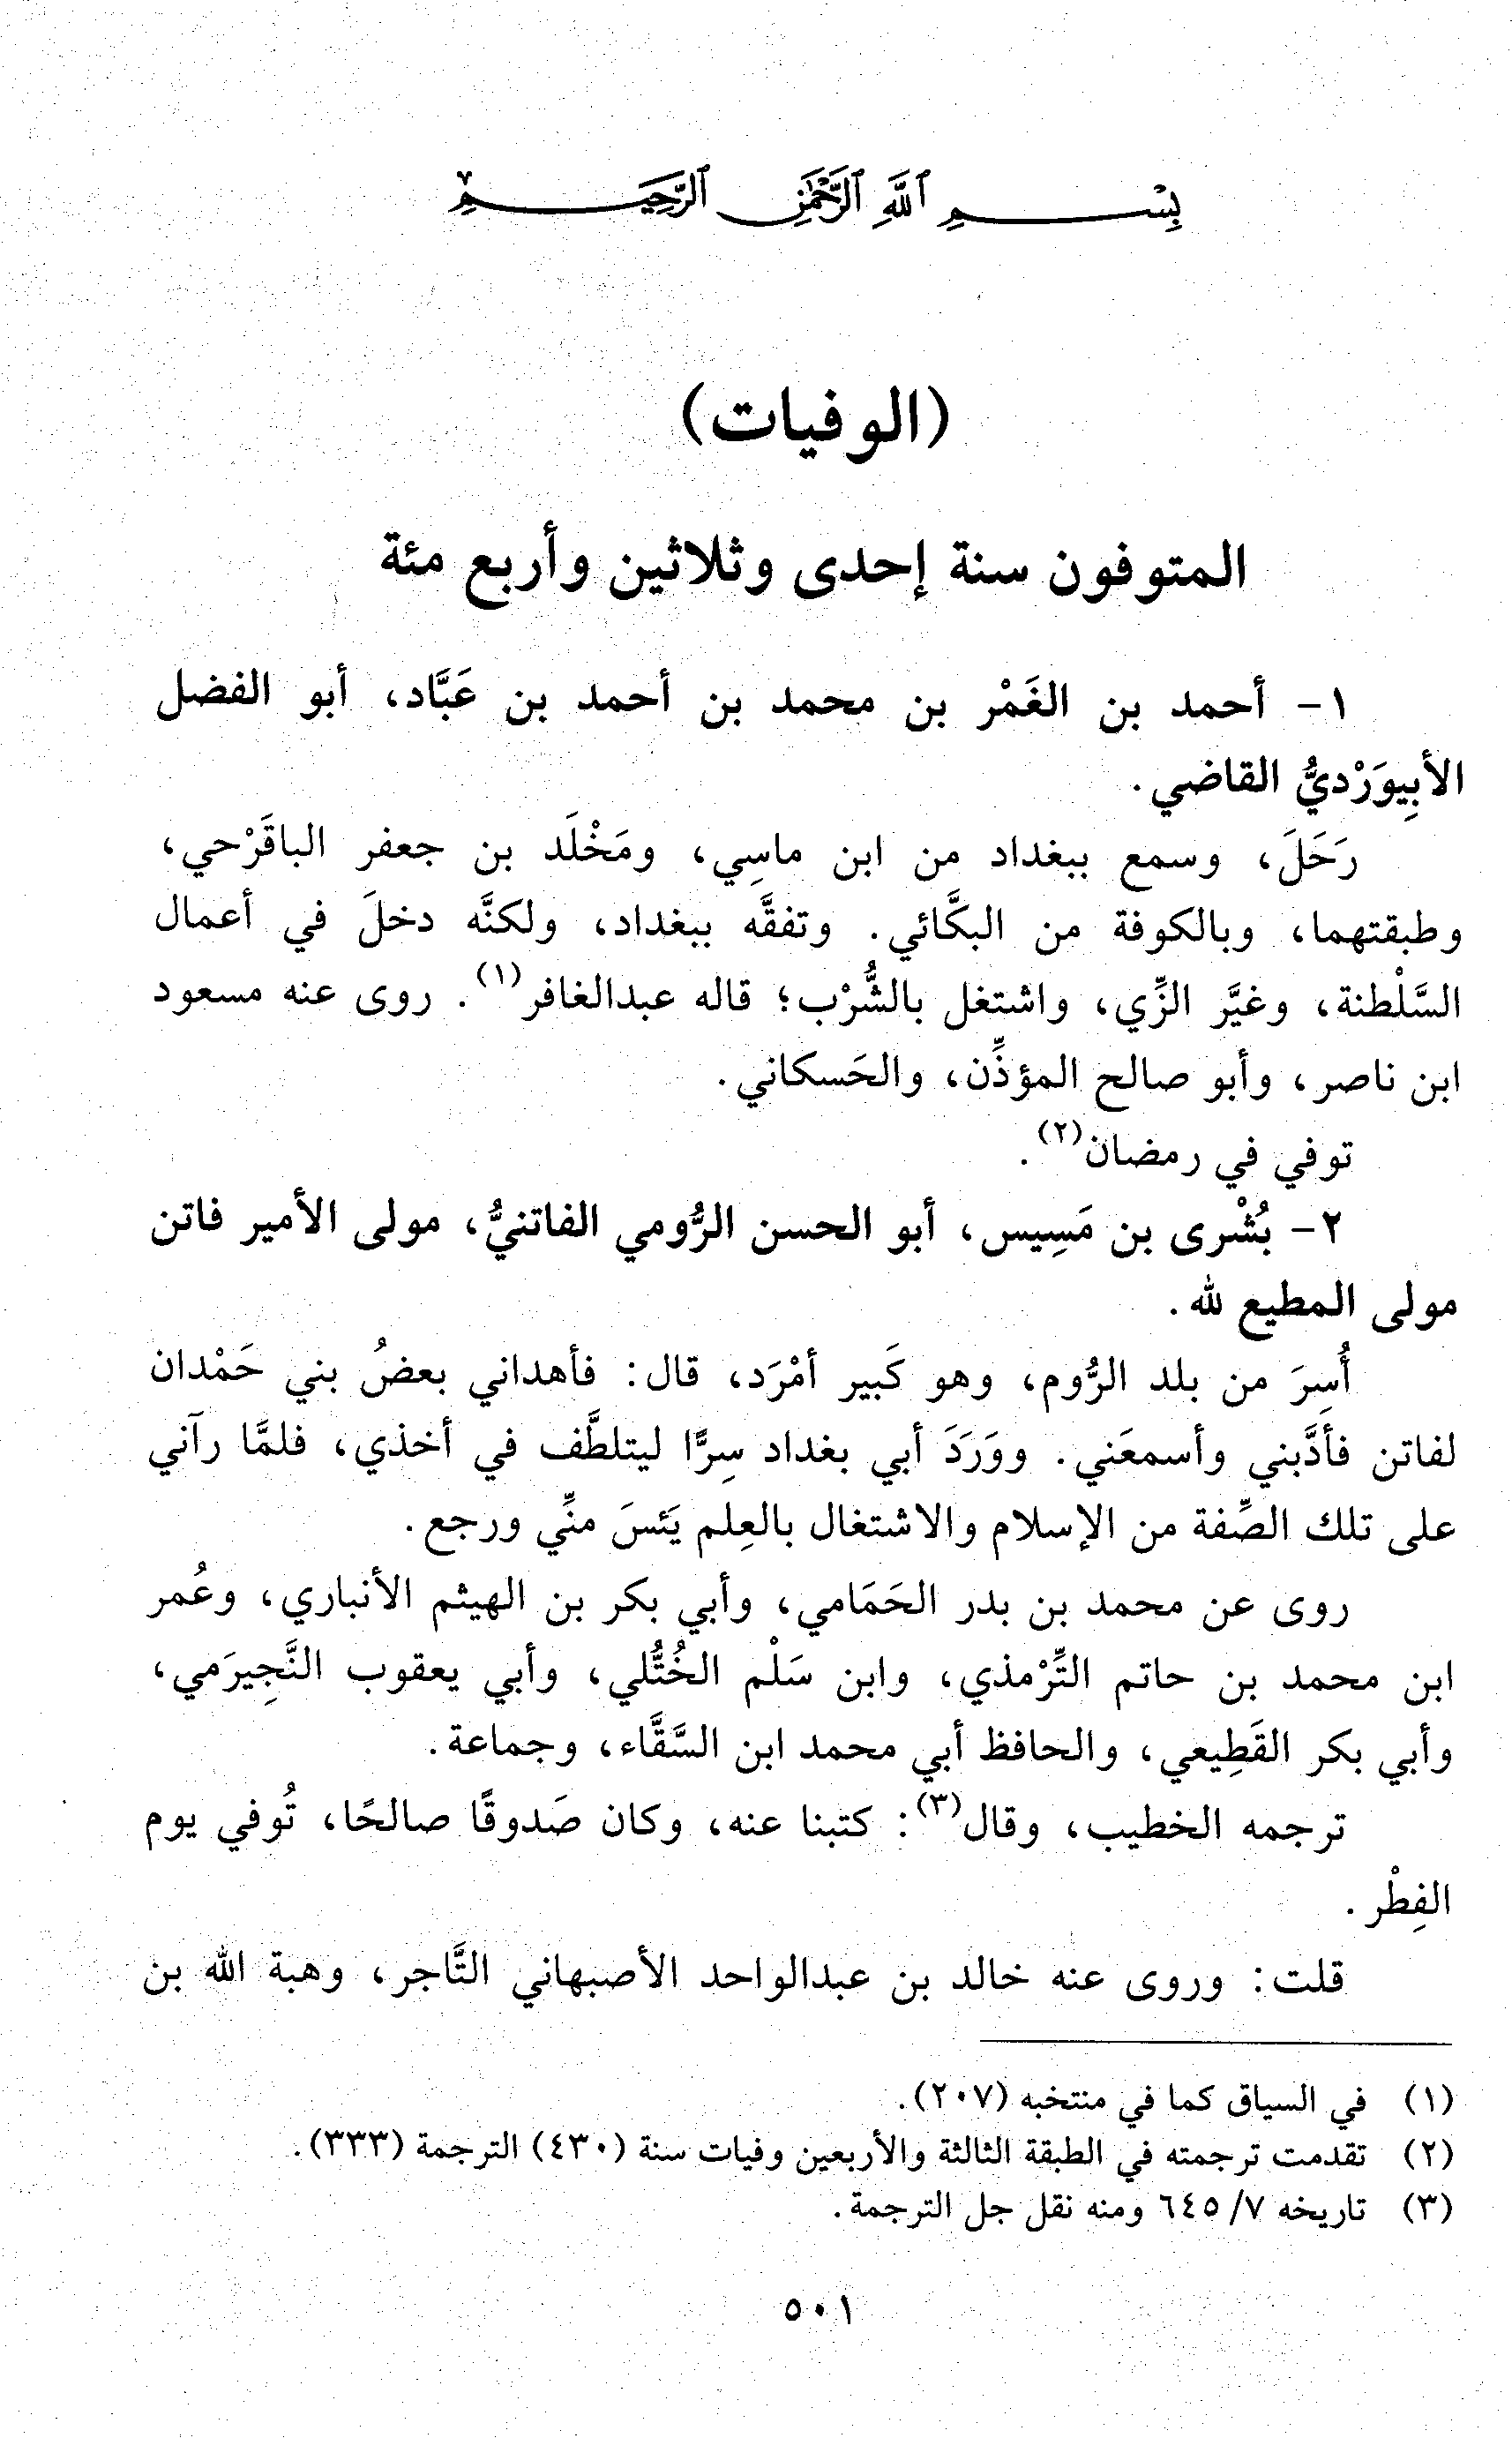 بِسْمِ ٱللَّهِ ٱلرَّحْمَٰنِ ٱلرَّحِيمِ
(الوفيات)
المتوفون سنة إحدى وثلاثين وأربع مئة
١- أحمد بن الغَمْر بن محمد بن أحمد بن عَبَّاد، أبو الفضل
الأبِيوَرْديُّ القاضي.
رَحَلَ، وسمع ببغداد من ابن ماسِي، ومَخْلَد بن جعفر الباقَرْحي،
وطبقتهما، وبالكوفة من البكَّائي. وتفقَّه ببغداد، ولكنَّه دخلَ في أعمال
السَّلْطنة، وغيَّر الزِّي، واشتغل بالشُّرْب؛ قاله عبدالغافر(١). روى عنه مسعود
ابن ناصر، وأبو صالح المؤذِّن، والحَسكاني.
توفي في رمضان(٢).
٢- بُشْرى بن مَسِيس، أبو الحسن الرُّومي الفاتنيُّ، مولى الأمير فاتن
مولى المطيع لله.
أُسِرَ من بلد الرُّوم، وهو كَبير أمْرَد، قال: فأهداني بعضُ بني حَمْدان
لفاتن فأدَّبني وأسمعَني. ووَرَدَ أبي بغداد سِرًّا ليتلطَّف في أخذي، فلمَّا رآني
على تلك الصِّفة من الإسلام والاشتغال بالعِلم يَئسَ منِّي ورجع.
روى عن محمد بن بدر الحَمَامي، وأبي بكر بن الهيثم الأنباري، وعُمر
ابن محمد بن حاتم التِّرْمذي، وابن سَلْم الخُتُّلي، وأبي يعقوب النَّجِيرَمي،
وأبي بكر القَطِيعي، والحافظ أبي محمد ابن السَّقَّاء، وجماعة.
ترجمه الخطيب، وقال(٣): كتبنا عنه، وكان صَدوقًا صالحًا، تُوفي يوم
الفِطْر.
قلت: وروى عنه خالد بن عبدالواحد الأصبهاني التَّاجر، وهبة الله بن
(١) في السياق كما في منتخبه (٢٠٧).
(٢) تقدمت ترجمته في الطبقة الثالثة والأربعين وفيات سنة (٤٣٠) الترجمة (٣٣٣).
(٣) تاريخه ٧/ ٦٤٥ ومنه نقل جل الترجمة.
٥٠١